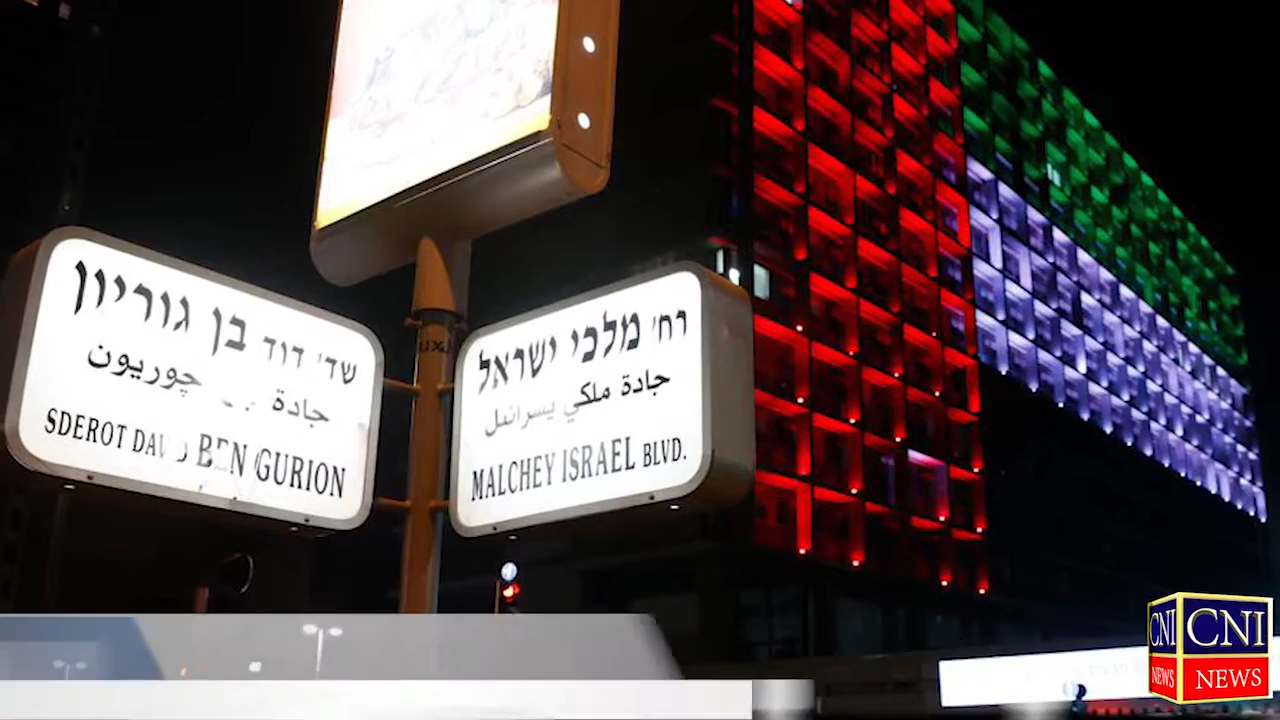 שד' דוד בן גוריון
جادة چوريون
SDEROT DAV D BEN GURION
רח' מלכי ישראל
جادة ملكي يسرائيل
MALCHEY ISRAEL BLVD.
CNI
NEWS
CNI
NEWS